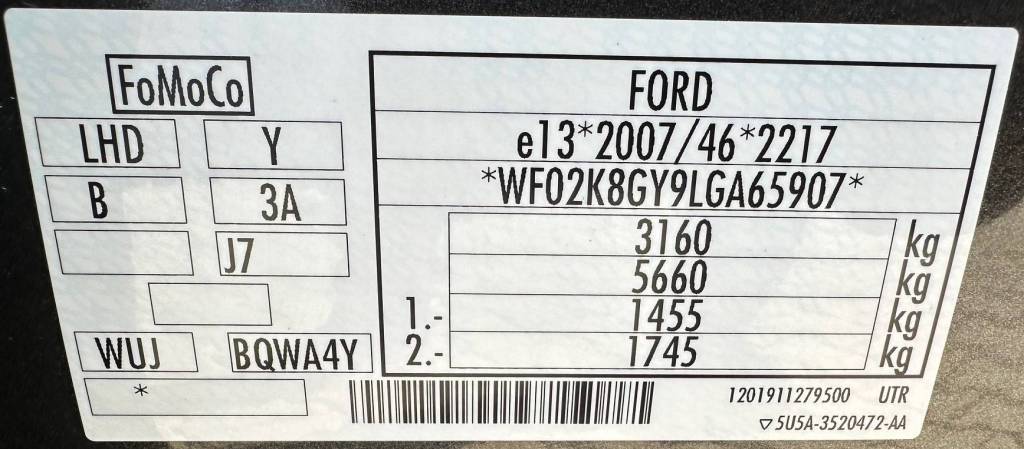 FoMoCo
LHD Y
B 3A
J7
WUJ BQWA4Y
*
FORD
e13*2007/46*2217
*WF02K8GY9LGA65907*
3160 kg
5660 kg
1.- 1455 kg
2.- 1745 kg
1201911279500 UTR
▽ 5U5A-3520472-AA